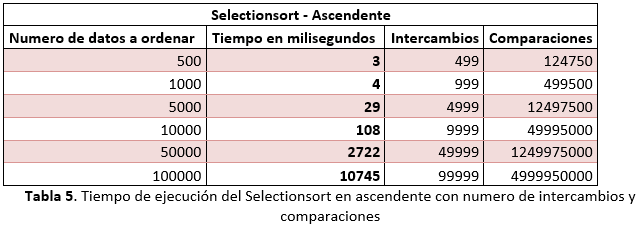 Selectionsort - Ascendente
Numero de datos a ordenar Tiempo en milisegundos Intercambios Comparaciones
500 3 499 124750
1000 4 999 499500
5000 29 4999 12497500
10000 108 9999 49995000
50000 2722 49999 1249975000
100000 10745 99999 4999950000
Tabla 5. Tiempo de ejecución del Selectionsort en ascendente con numero de intercambios y
comparaciones